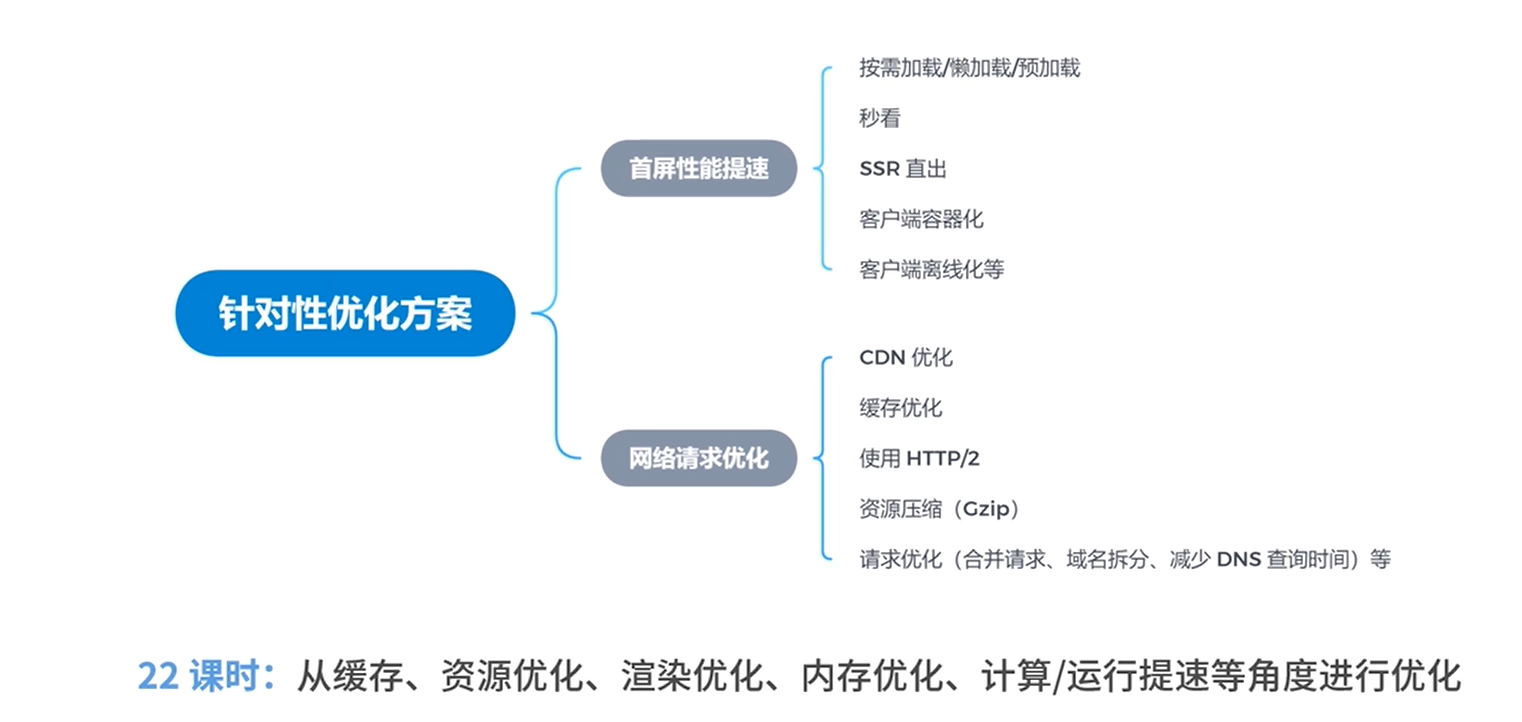 针对性优化方案
首屏性能提速
按需加载/懒加载/预加载
秒看
SSR 直出
客户端容器化
客户端离线化等
网络请求优化
CDN 优化
缓存优化
使用 HTTP/2
资源压缩（Gzip）
请求优化（合并请求、域名拆分、减少 DNS 查询时间）等
22 课时：从缓存、资源优化、渲染优化、内存优化、计算/运行提速等角度进行优化